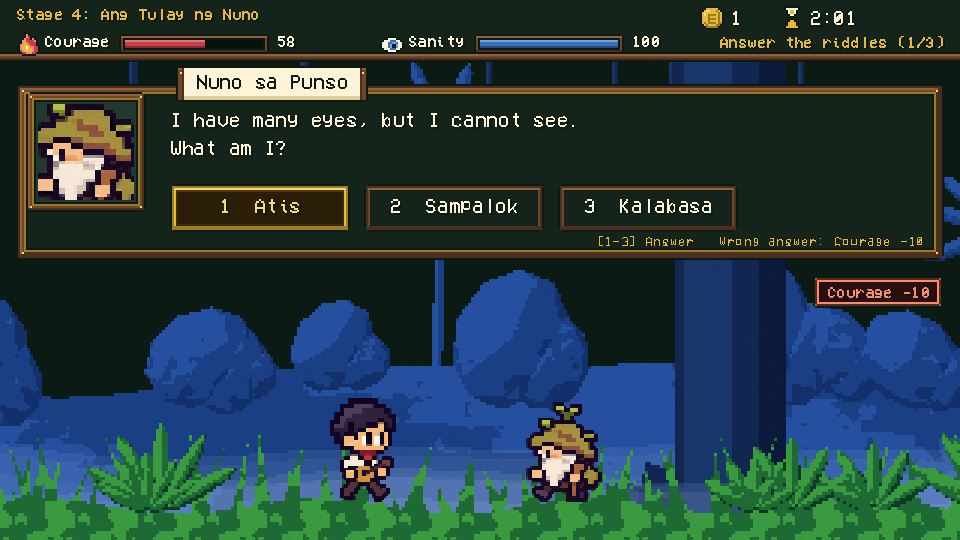 Stage 4: Ang Tulay ng Nuno
1
2:01
Courage 58
Sanity 100
Answer the riddles (1/3)
Nuno sa Punso
I have many eyes, but I cannot see.
What am I?
1 Atis
2 Sampalok
3 Kalabasa
[1-3] Answer Wrong answer: Courage -10
Courage -10